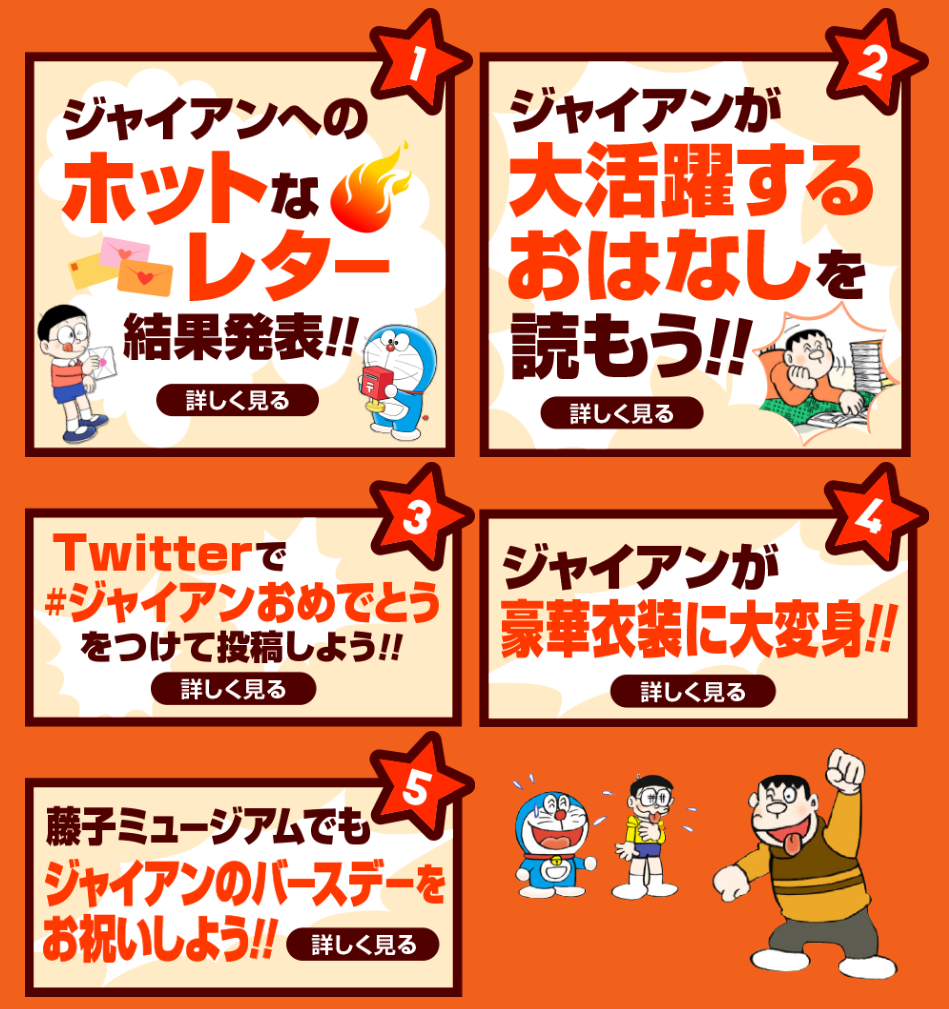 1
ジャイアンへの
ホットな
レター
結果発表!!
詳しく見る
2
ジャイアンが
大活躍する
おはなしを
読もう!!
詳しく見る
3
Twitterで
#ジャイアンおめでとう
をつけて投稿しよう!!
詳しく見る
4
ジャイアンが
豪華衣装に大変身!!
詳しく見る
5
藤子ミュージアムでも
ジャイアンのバースデーを
お祝いしよう!!
詳しく見る